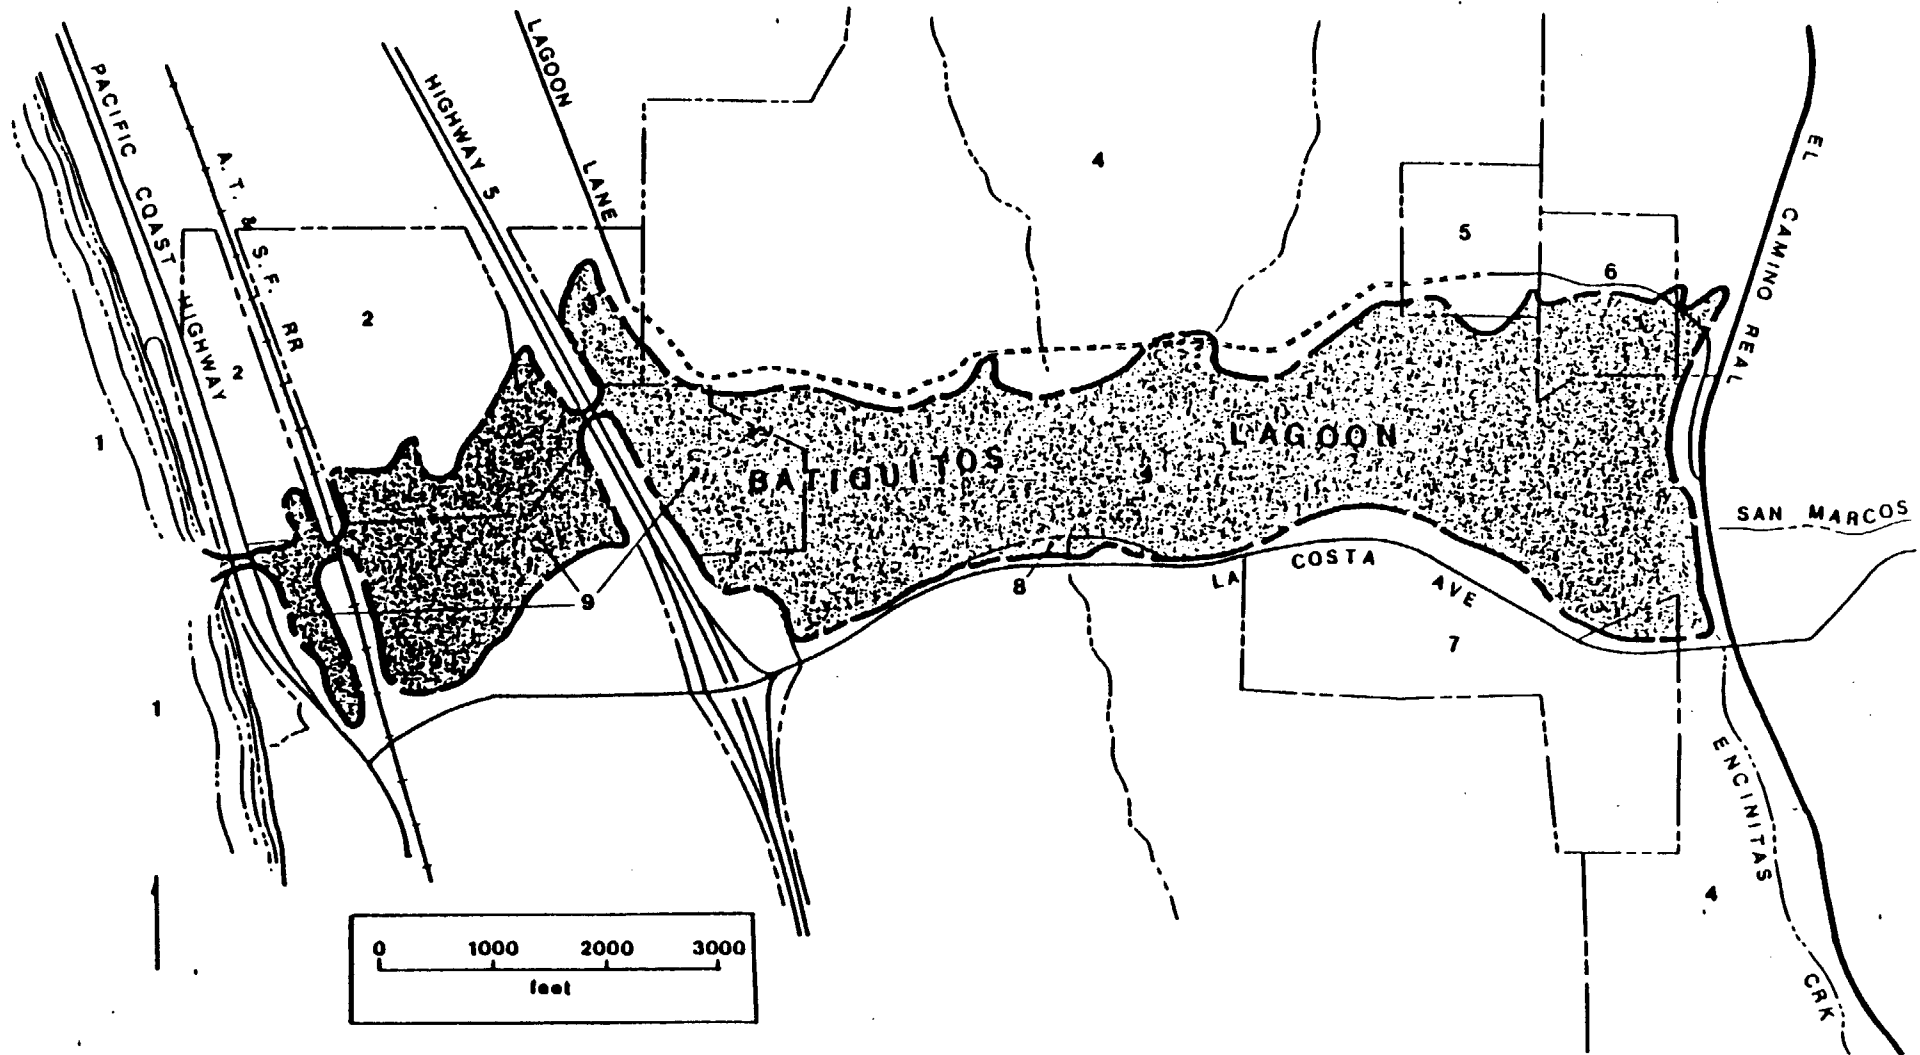 PACIFIC COAST HIGHWAY
A. T. & S. F. RR
HIGHWAY 5
LAGOON LANE
4
5
6
EL CAMINO REAL
2
2
1
LAGOON
BATIQUITOS
SAN MARCOS
8
LA COSTA AVE
9
7
1
ENCINITAS CRK
4
0 1000 2000 3000
feet